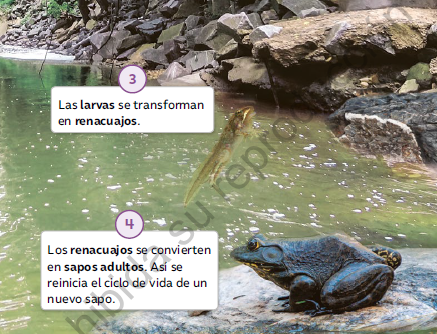 3
Las larvas se transforman
en renacuajos.
4
Los renacuajos se convierten
en sapos adultos. Así se
reinicia el ciclo de vida de un
nuevo sapo.